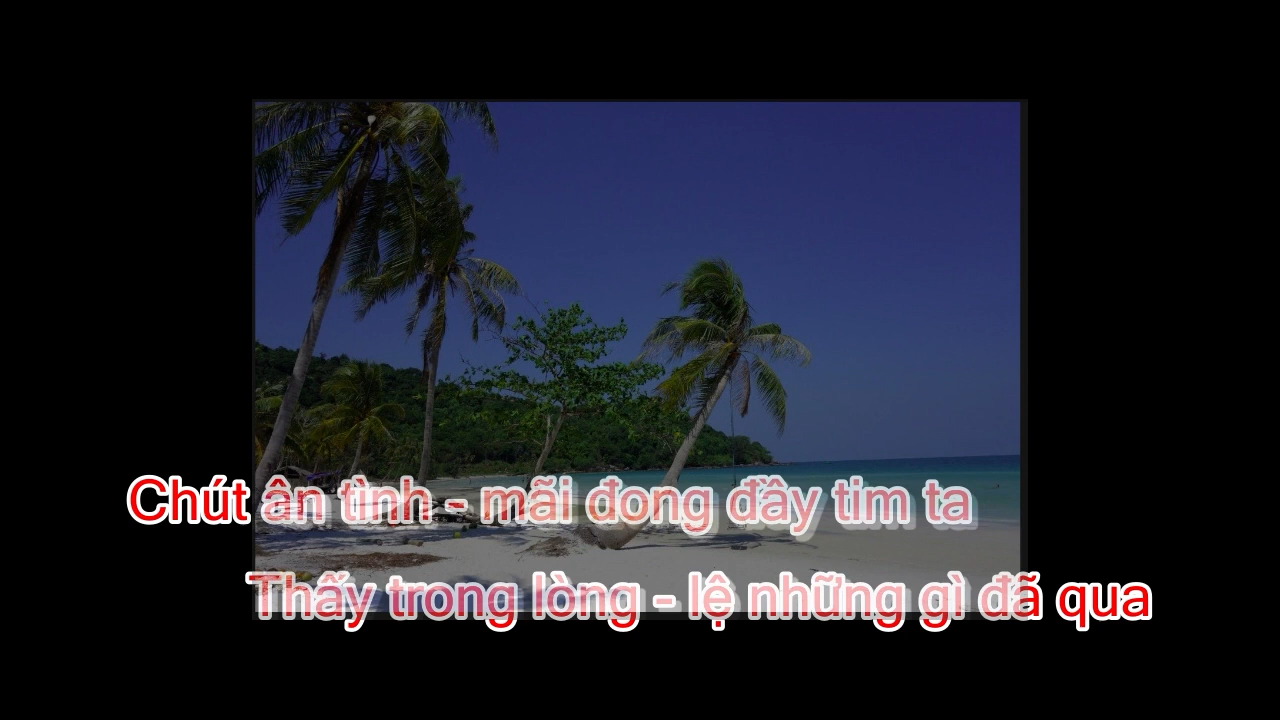 Chút ân tình - mãi đong đầy tim ta
Thấy trong lòng - lệ những gì đã qua